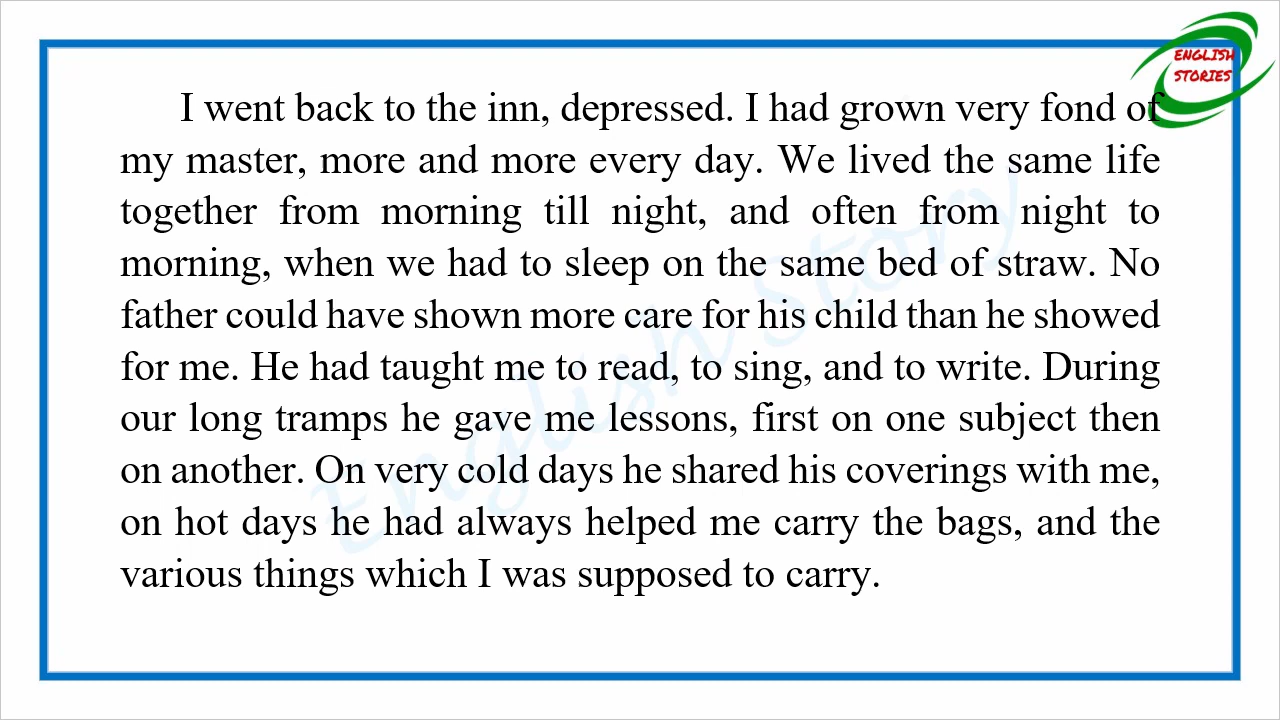 ENGLISH
STORIES
I went back to the inn, depressed. I had grown very fond of
my master, more and more every day. We lived the same life
together from morning till night, and often from night to
morning, when we had to sleep on the same bed of straw. No
father could have shown more care for his child than he showed
for me. He had taught me to read, to sing, and to write. During
our long tramps he gave me lessons, first on one subject then
on another. On very cold days he shared his coverings with me,
on hot days he had always helped me carry the bags, and the
various things which I was supposed to carry.
English Story